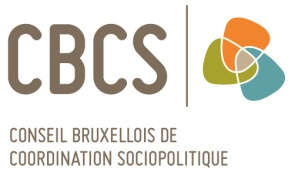 CBCS
CONSEIL BRUXELLOIS DE
COORDINATION SOCIOPOLITIQUE